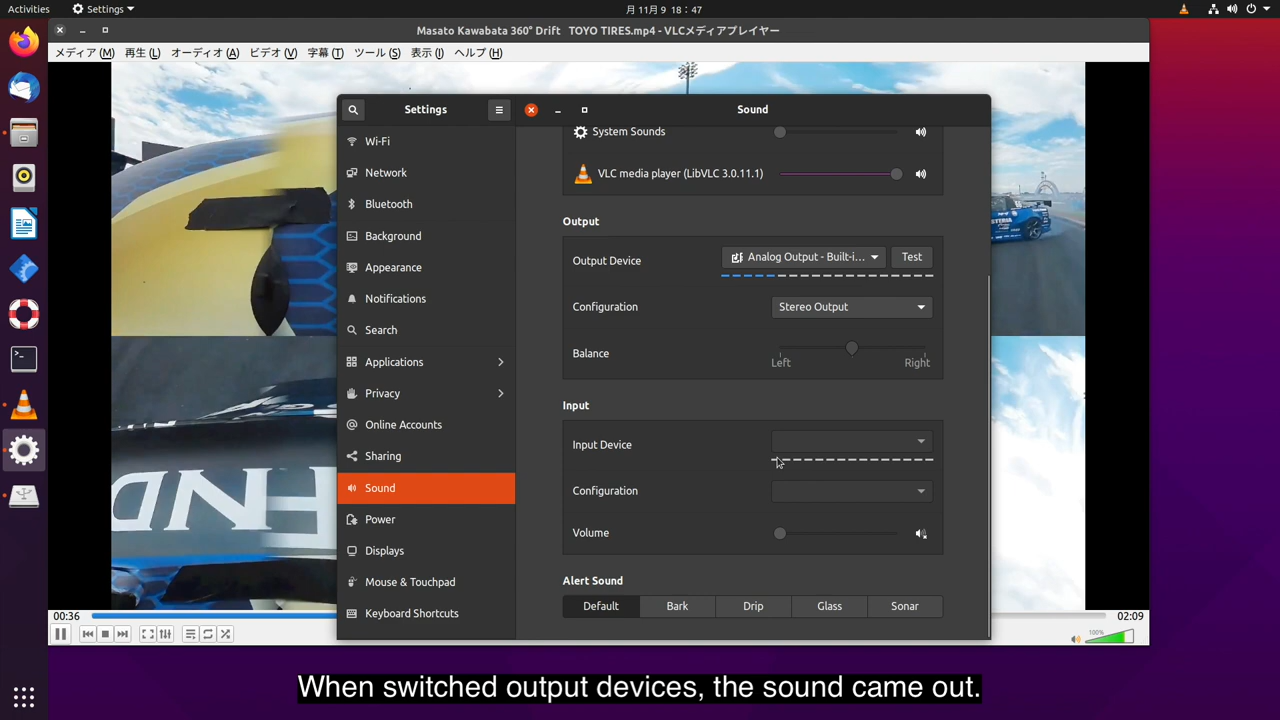 Activities
Settings
月 11月 9 18：47
Masato Kawabata 360° Drift TOYO TIRES.mp4 - VLCメディアプレイヤー
メディア(M) 再生(L) オーディオ(A) ビデオ(V) 字幕(T) ツール(S) 表示(I) ヘルプ(H)
Settings
Sound
Wi-Fi
Network
Bluetooth
Background
Appearance
Notifications
Search
Applications
Privacy
Online Accounts
Sharing
Sound
Power
Displays
Mouse & Touchpad
Keyboard Shortcuts
System Sounds
VLC media player (LibVLC 3.0.11.1)
Output
Output Device Analog Output - Built-i… Test
Configuration Stereo Output
Balance
Left Right
Input
Input Device
Configuration
Volume
Alert Sound
Default Bark Drip Glass Sonar
00:36 02:09
100%
When switched output devices, the sound came out.